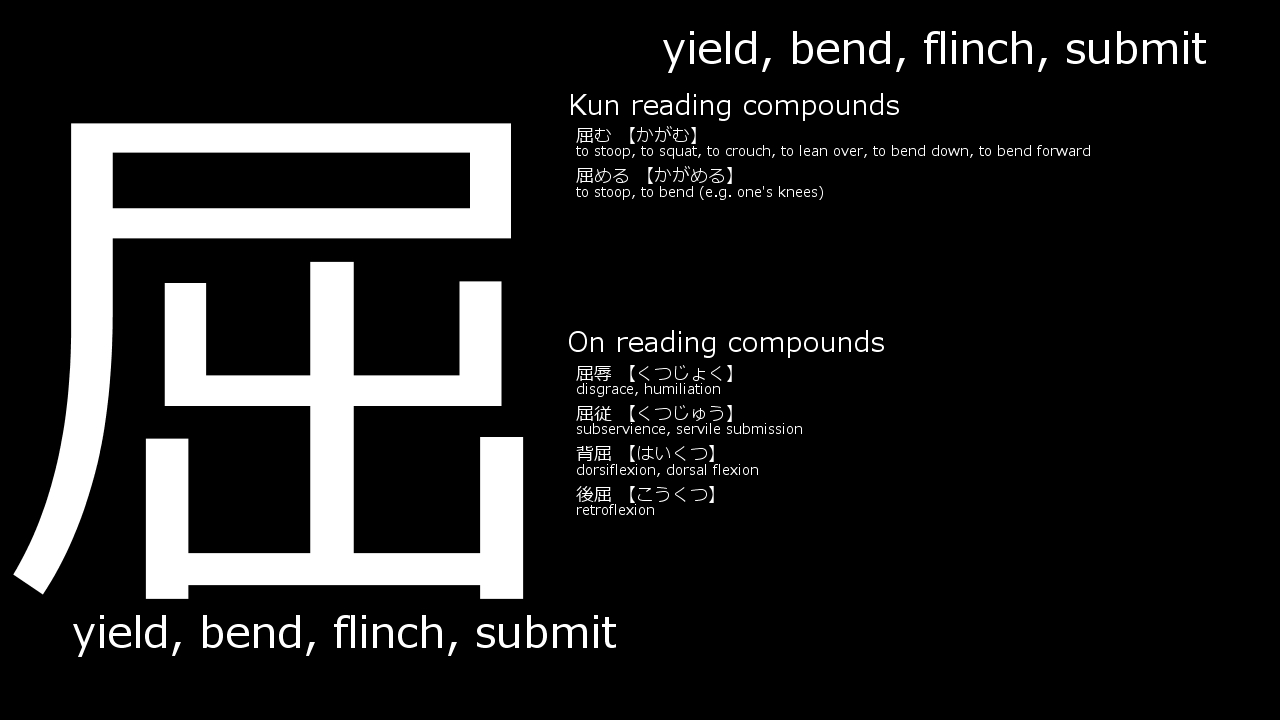 屈
yield, bend, flinch, submit
yield, bend, flinch, submit
Kun reading compounds
屈む 【かがむ】
to stoop, to squat, to crouch, to lean over, to bend down, to bend forward
屈める 【かがめる】
to stoop, to bend (e.g. one's knees)
On reading compounds
屈辱 【くつじょく】
disgrace, humiliation
屈従 【くつじゅう】
subservience, servile submission
背屈 【はいくつ】
dorsiflexion, dorsal flexion
後屈 【こうくつ】
retroflexion